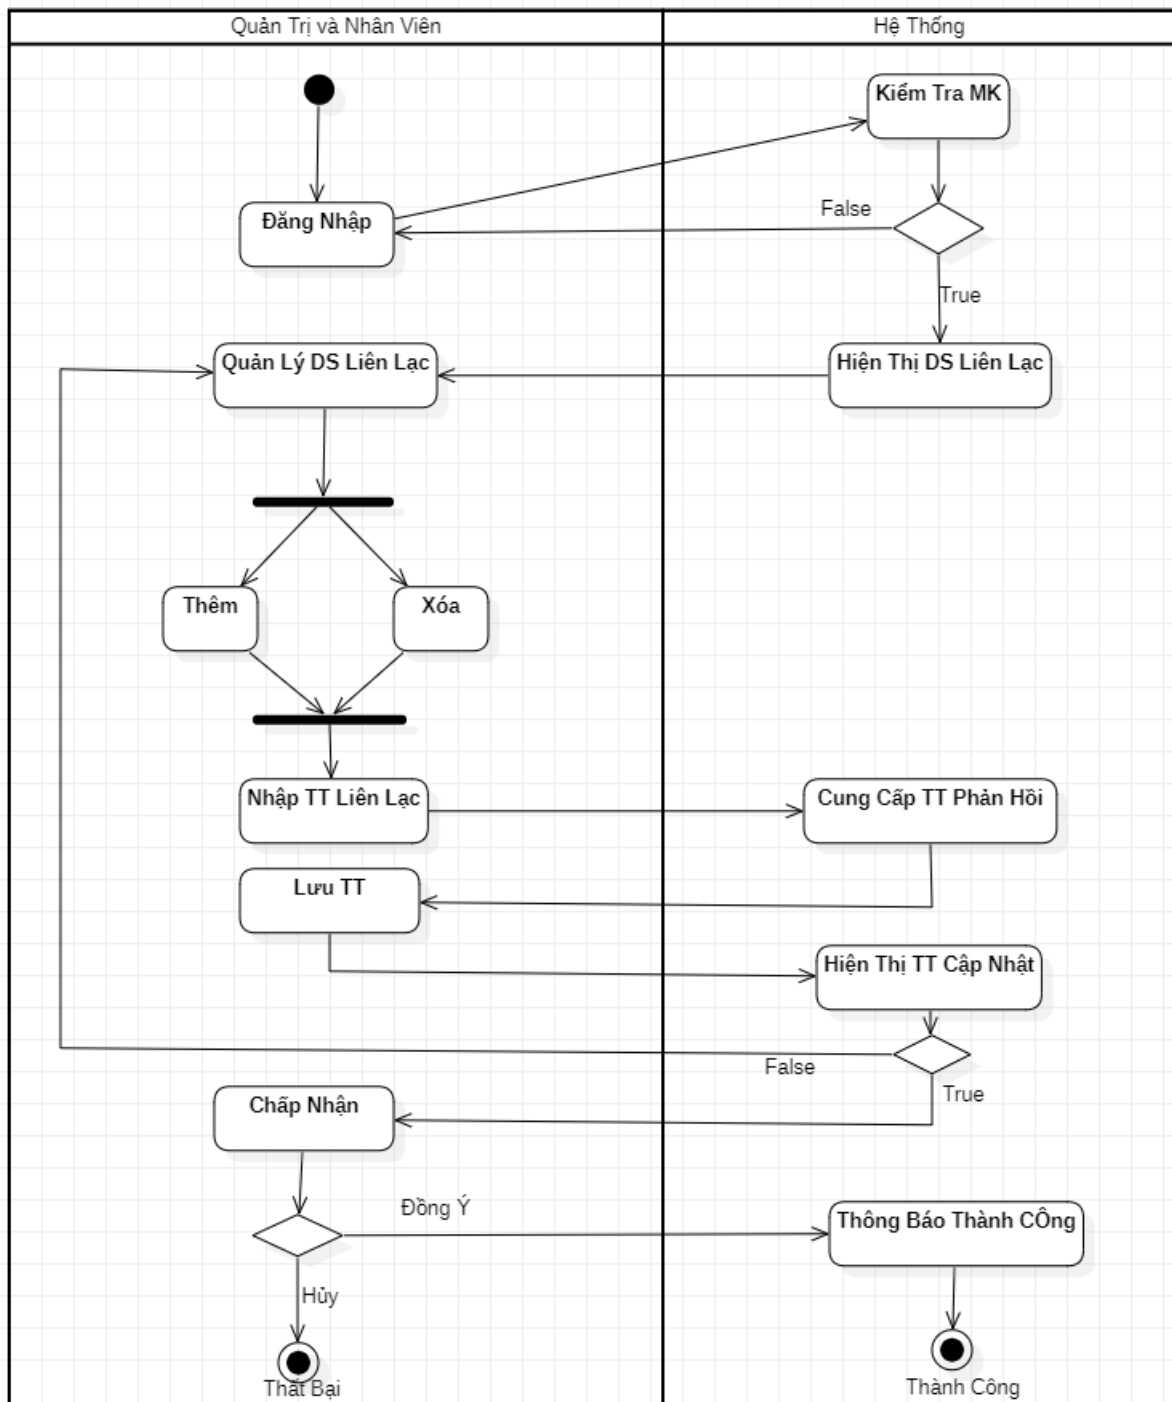 Quản Trị và Nhân Viên
Hệ Thống
Kiểm Tra MK
Đăng Nhập
False
True
Quản Lý DS Liên Lạc
Hiện Thị DS Liên Lạc
Thêm
Xóa
Nhập TT Liên Lạc
Cung Cấp TT Phản Hồi
Lưu TT
Hiện Thị TT Cập Nhật
False
True
Chấp Nhận
Đồng Ý
Thông Báo Thành CÔng
Hủy
Thất Bại
Thành Công